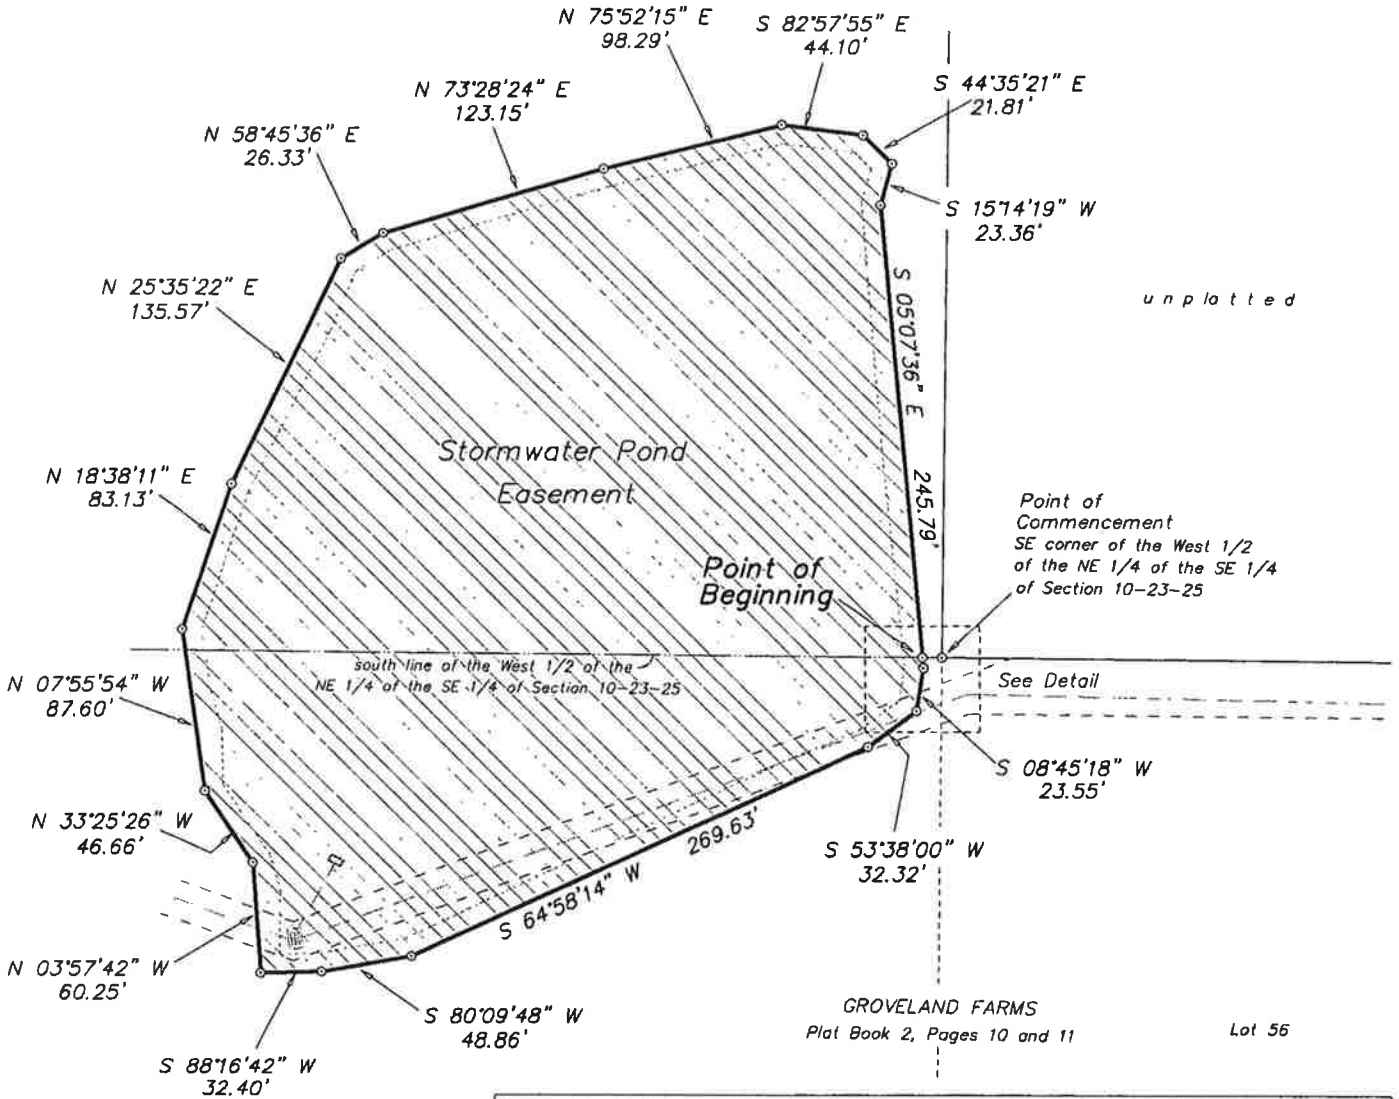 N 75°52'15" E
98.29'
S 82°57'55" E
44.10'
N 73°28'24" E
123.15'
S 44°35'21" E
21.81'
N 58°45'36" E
26.33'
S 15°14'19" W
23.36'
N 25°35'22" E
135.57'
unplatted
S 05°07'36" E
245.79'
Stormwater Pond
Easement
N 18°38'11" E
83.13'
Point of
Commencement
SE corner of the West 1/2
of the NE 1/4 of the SE 1/4
of Section 10-23-25
Point of
Beginning
south line of the West 1/2 of the
NE 1/4 of the SE 1/4 of Section 10-23-25
N 07°55'54" W
87.60'
See Detail
S 08°45'18" W
23.55'
N 33°25'26" W
46.66'
S 53°38'00" W
32.32'
S 64°58'14" W
269.63'
N 03°57'42" W
60.25'
S 80°09'48" W
48.86'
S 88°16'42" W
32.40'
GROVELAND FARMS
Plat Book 2, Pages 10 and 11
Lot 56